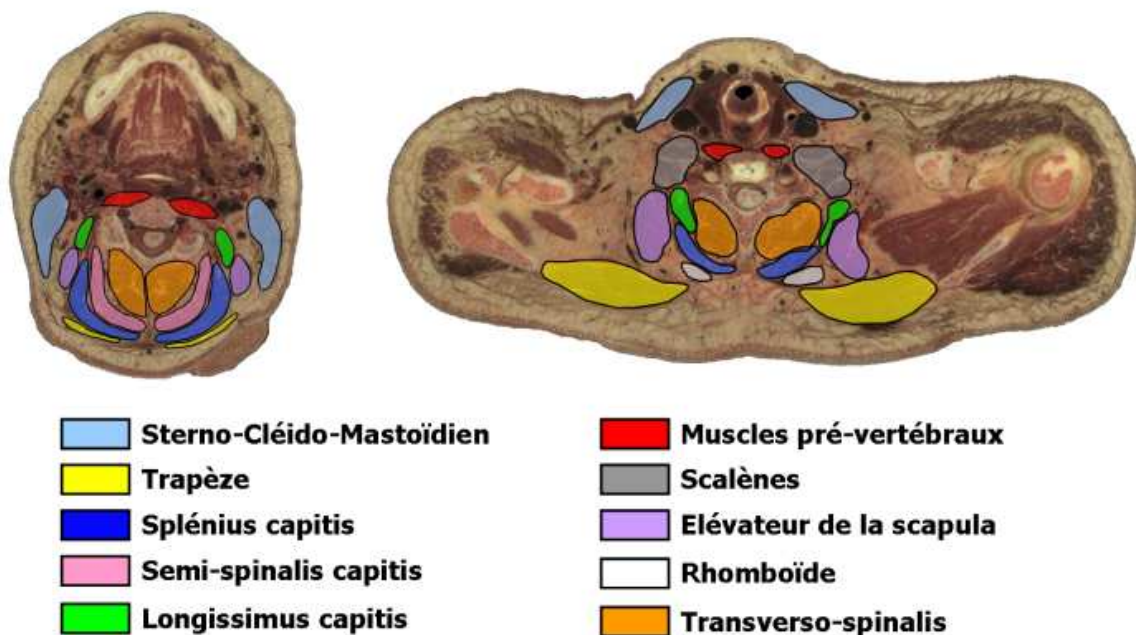 Sterno-Cléido-Mastoïdien
Trapèze
Splénius capitis
Semi-spinalis capitis
Longissimus capitis
Muscles pré-vertébraux
Scalènes
Elévateur de la scapula
Rhomboïde
Transverso-spinalis